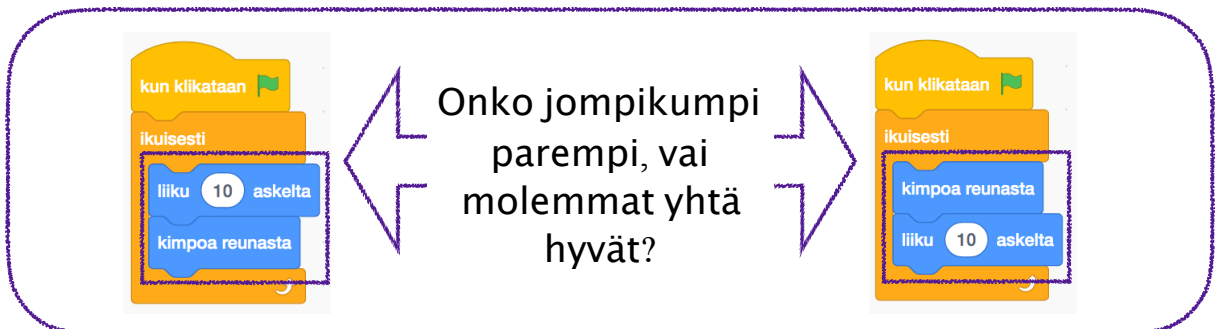 kun klikataan
ikuisesti
liiku 10 askelta
kimpoa reunasta
Onko jompikumpi
parempi, vai
molemmat yhtä
hyvät?
kun klikataan
ikuisesti
kimpoa reunasta
liiku 10 askelta